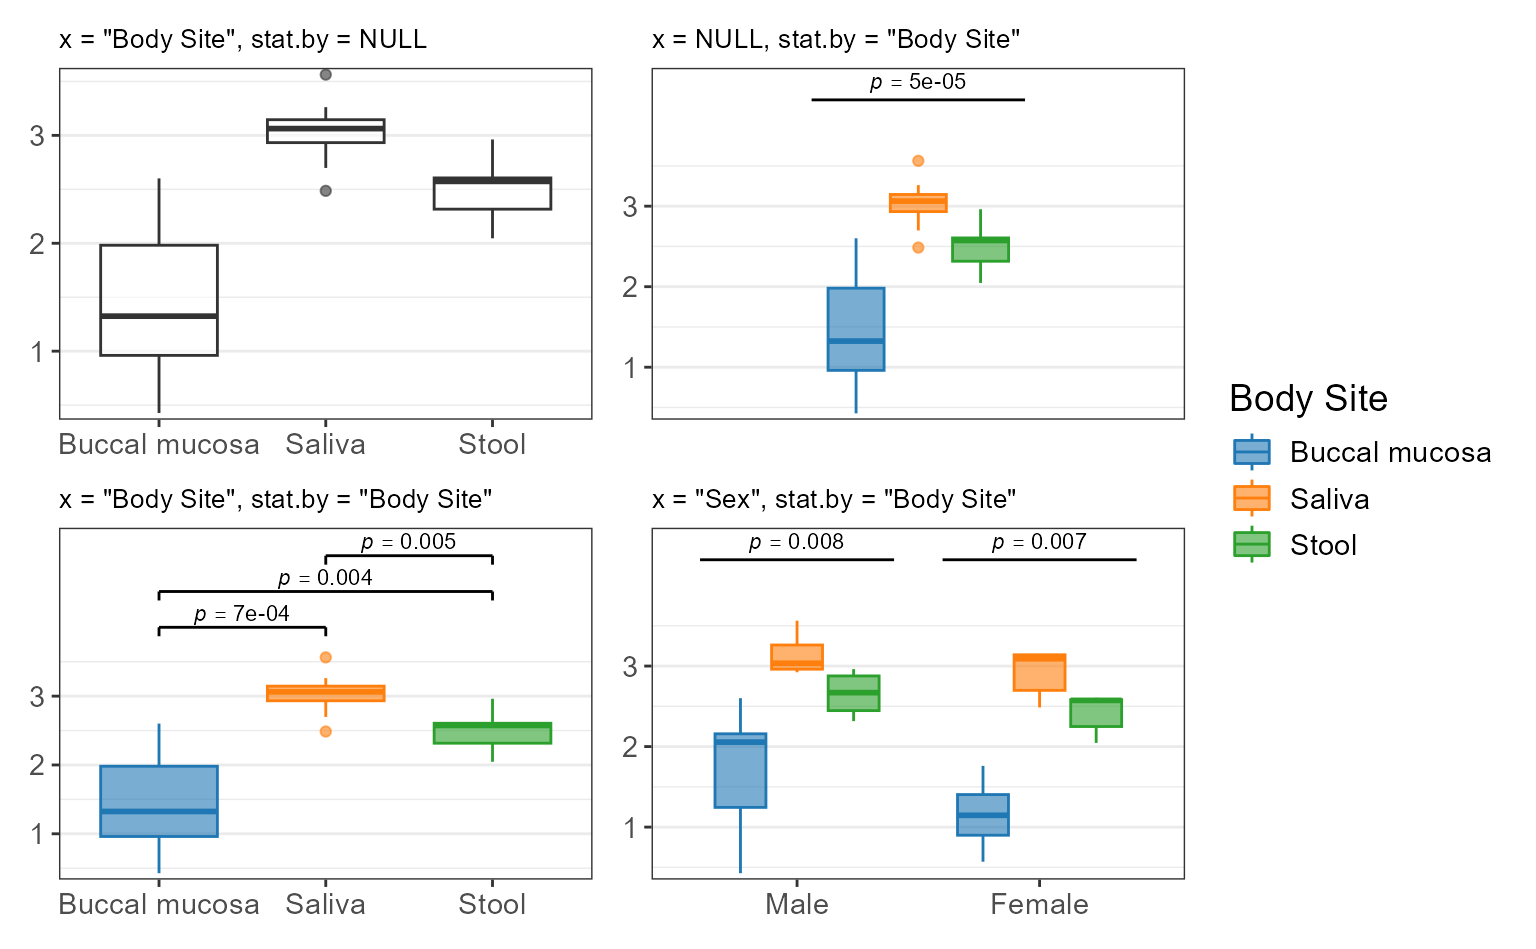 x = "Body Site", stat.by = NULL
3
2
1
Buccal mucosa Saliva Stool
x = NULL, stat.by = "Body Site"
p = 5e-05
3
2
1
x = "Body Site", stat.by = "Body Site"
p = 0.005
p = 0.004
p = 7e-04
3
2
1
Buccal mucosa Saliva Stool
x = "Sex", stat.by = "Body Site"
p = 0.008 p = 0.007
3
2
1
Male Female
Body Site
Buccal mucosa
Saliva
Stool